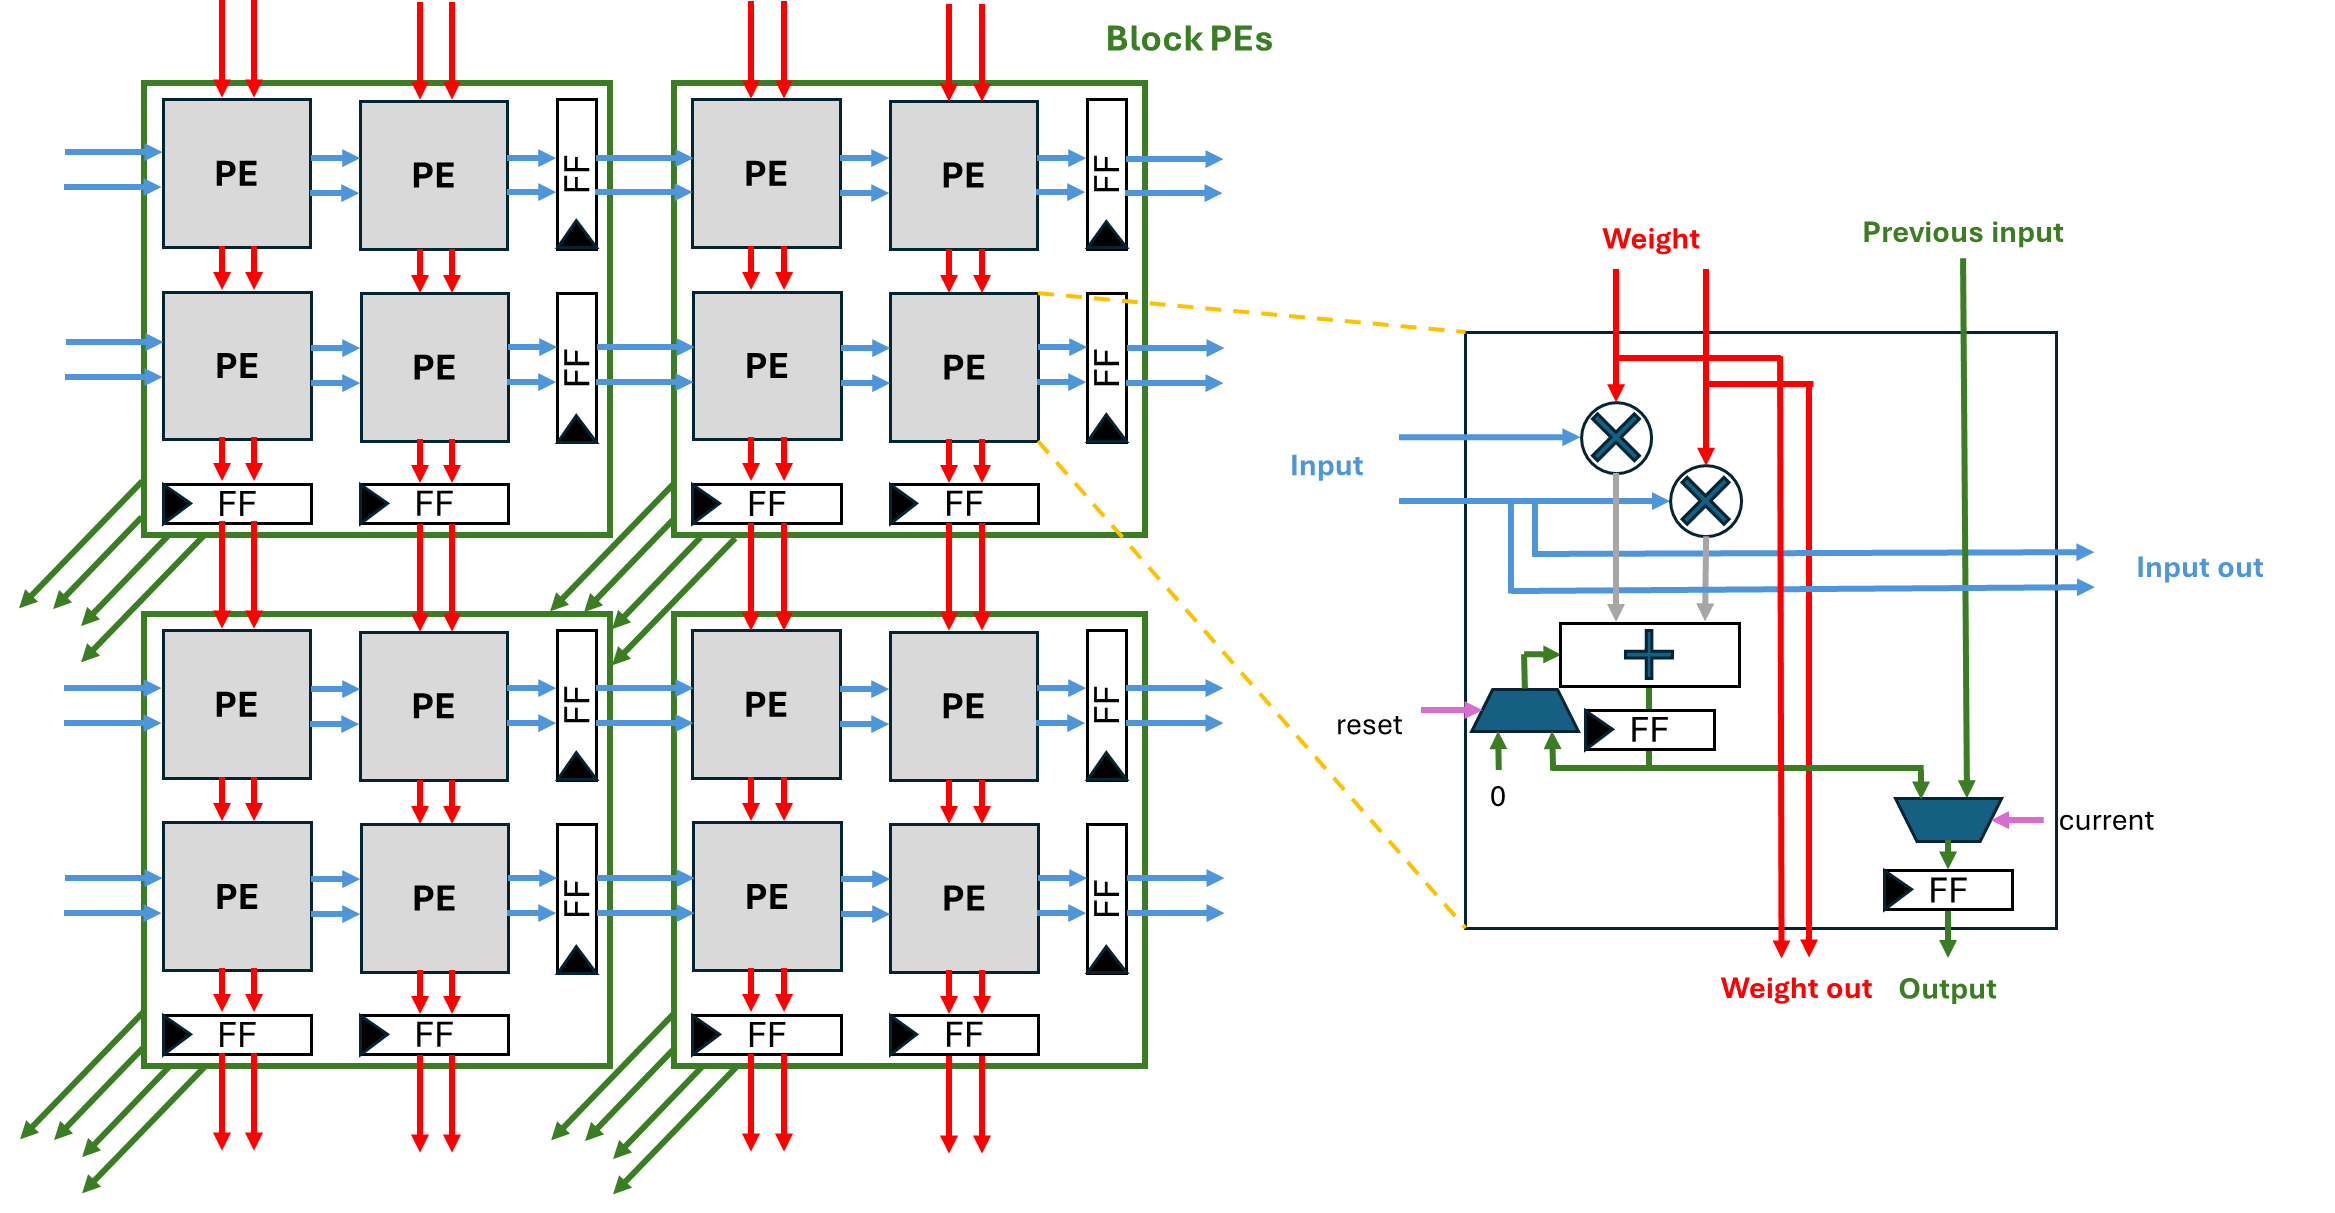 Block PEs
PE PE FF PE PE FF
PE PE FF PE PE FF
FF FF FF FF
PE PE FF PE PE FF
PE PE FF PE PE FF
FF FF FF FF
Weight
Previous input
Input
Input out
reset
FF
0
current
FF
Weight out
Output